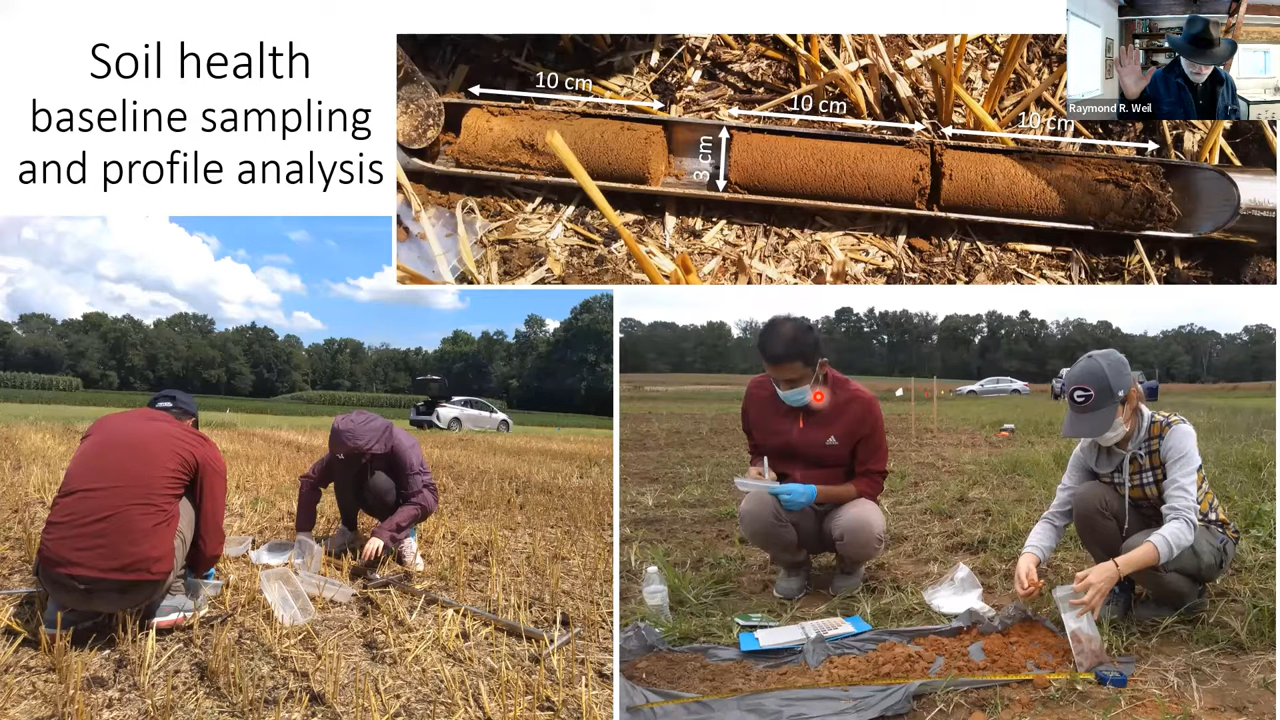 Soil health
baseline sampling
and profile analysis
10 cm
10 cm
10 cm
3 cm
Raymond R. Weil
G